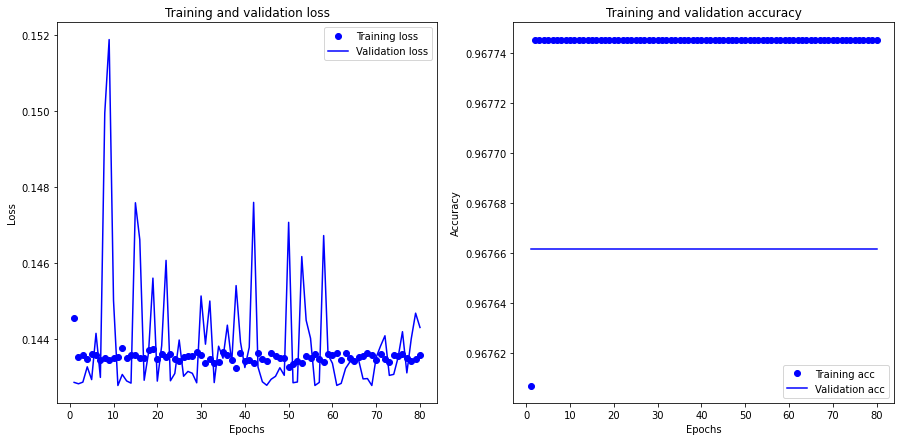 Training and validation loss
0.152
0.150
0.148
0.146
0.144
Loss
0 10 20 30 40 50 60 70 80
Epochs
Training loss
Validation loss
Training and validation accuracy
0.96774
0.96772
0.96770
0.96768
0.96766
0.96764
0.96762
Accuracy
0 10 20 30 40 50 60 70 80
Epochs
Training acc
Validation acc